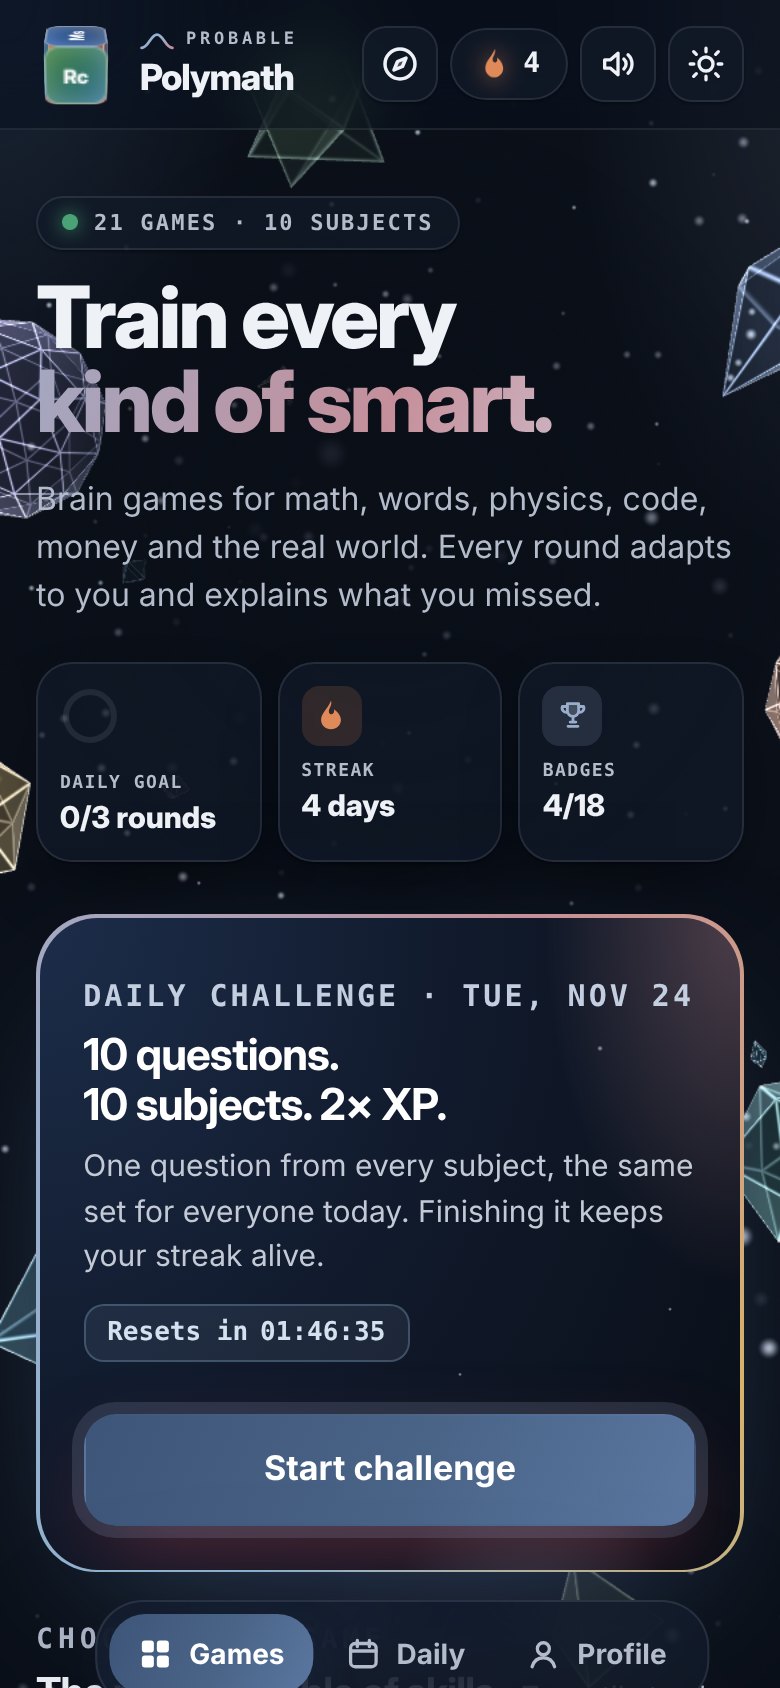 Rc
PROBABLE
Polymath
4
21 GAMES · 10 SUBJECTS
Train every
kind of smart.
Brain games for math, words, physics, code,
money and the real world. Every round adapts
to you and explains what you missed.
DAILY GOAL
0/3 rounds
STREAK
4 days
BADGES
4/18
DAILY CHALLENGE · TUE, NOV 24
10 questions.
10 subjects. 2× XP.
One question from every subject, the same
set for everyone today. Finishing it keeps
your streak alive.
Resets in 01:46:35
Start challenge
Games
Daily
Profile